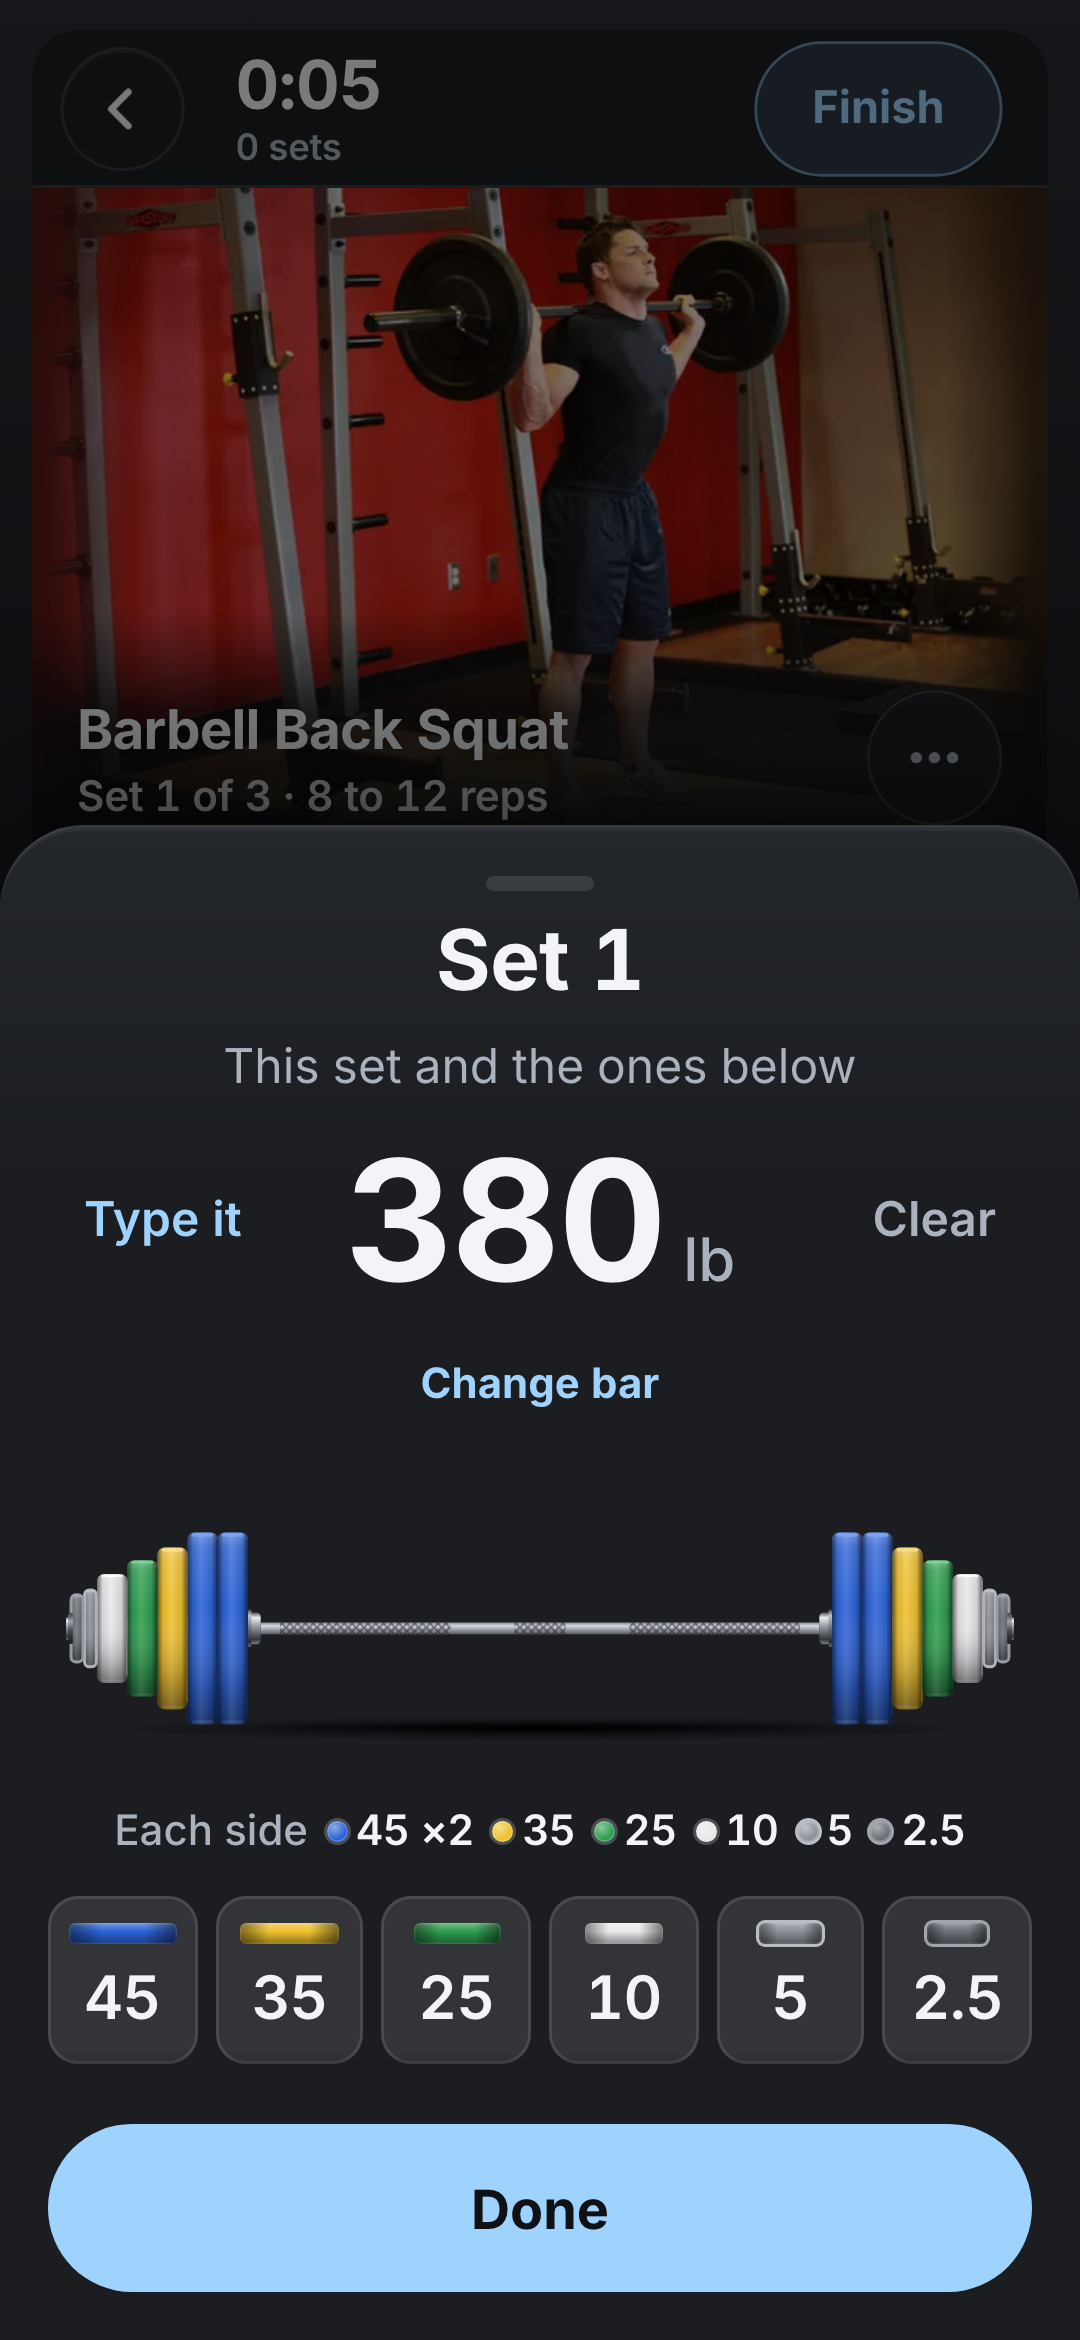 0:05
0 sets
Finish
Barbell Back Squat
Set 1 of 3 · 8 to 12 reps
Set 1
This set and the ones below
Type it
380 lb
Clear
Change bar
Each side 45 ×2 35 25 10 5 2.5
45 35 25 10 5 2.5
Done